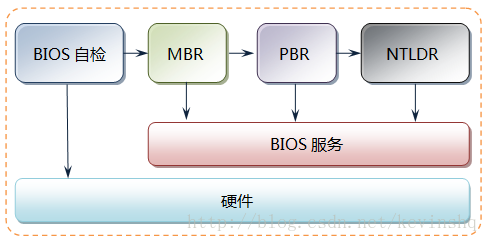 BIOS 自检
MBR
PBR
NTLDR
BIOS 服务
硬件
http://blog.csdn.net/kevinshq